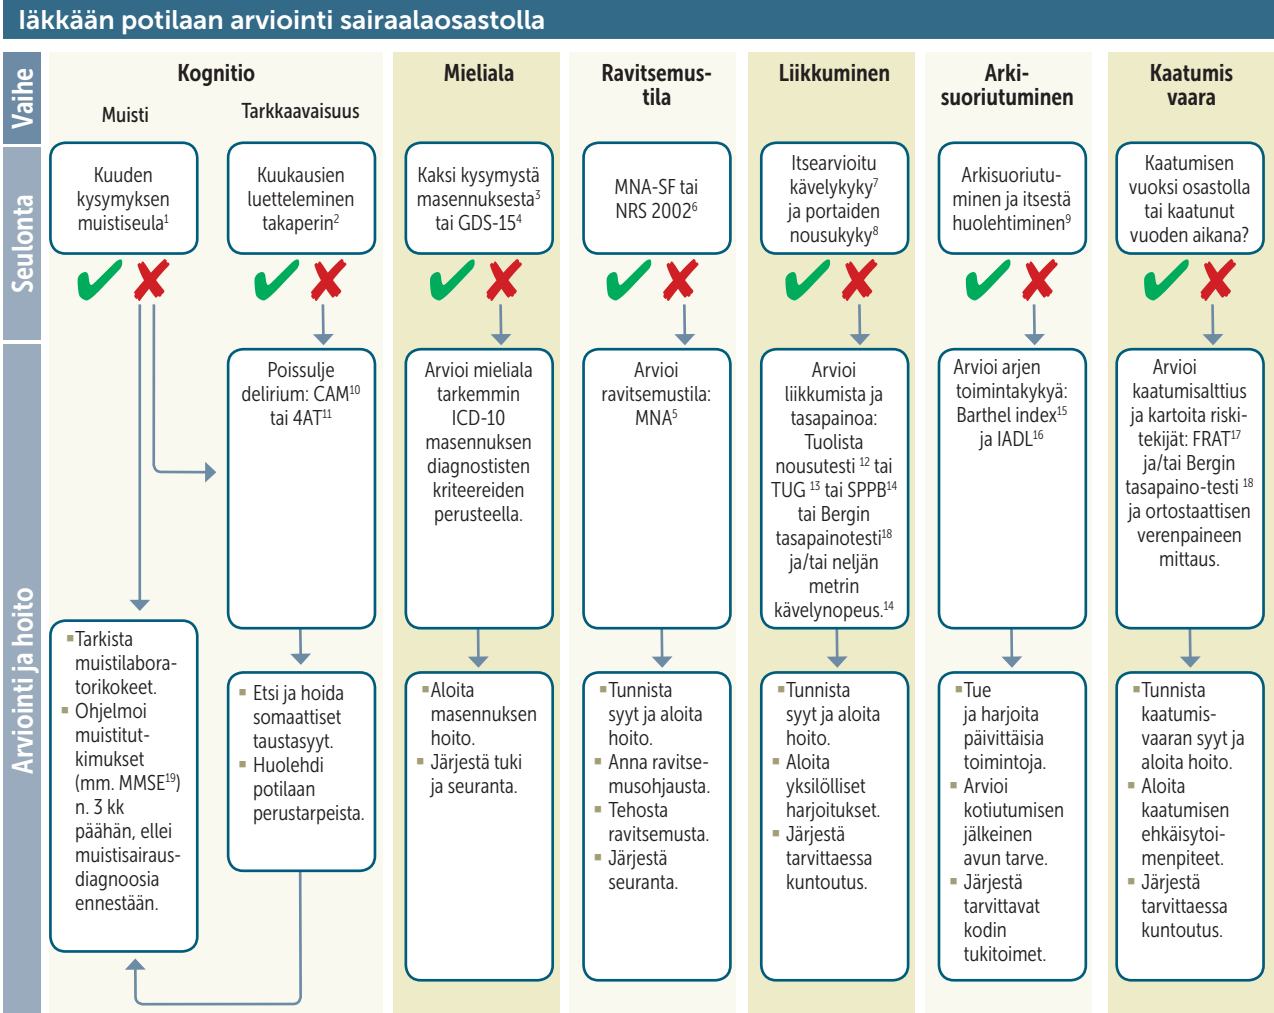 Iäkkään potilaan arviointi sairaalaosastolla
Vaihe
Kognitio
Muisti
Tarkkaavaisuus
Mieliala
Ravitsemus-
tila
Liikkuminen
Arki-
suoriutuminen
Kaatumis
vaara
Seulonta
Kuuden
kysymyksen
muistiseula1
Kuukausien
luetteleminen
takaperin2
Kaksi kysymystä
masennuksesta3
tai GDS-154
MNA-SF tai
NRS 20026
Itsearvioitu
kävelykyky7
ja portaiden
nousukyky8
Arkisuoriutu-
minen ja itsestä
huolehtiminen9
Kaatumisen
vuoksi osastolla
tai kaatunut
vuoden aikana?
Arviointi ja hoito
Poissulje
delirium: CAM10
tai 4AT11
Arvioi mieliala
tarkemmin
ICD-10
masennuksen
diagnostisten
kriteereiden
perusteella.
Arvioi
ravitsemustila:
MNA5
Arvioi
liikkumista ja
tasapainoa:
Tuolista
nousutesti 12 tai
TUG 13 tai SPPB14
tai Bergin
tasapainotesti18
ja/tai neljän
metrin
kävelynopeus.14
Arvioi arjen
toimintakykyä:
Barthel index15
ja IADL16
Arvioi
kaatumisalttius
ja kartoita riski-
tekijät: FRAT17
ja/tai Bergin
tasapaino-testi 18
ja ortostaattisen
verenpaineen
mittaus.
▪Tarkista
muistilabora-
torikokeet.
▪ Ohjelmoi
muistitut-
kimukset
(mm. MMSE19)
n. 3 kk
päähän, ellei
muistisairaus-
diagnoosia
ennestään.
▪ Etsi ja hoida
somaattiset
taustasyyt.
▪ Huolehdi
potilaan
perustarpeista.
▪Aloita
masennuksen
hoito.
▪ Järjestä tuki
ja seuranta.
▪Tunnista
syyt ja aloita
hoito.
▪ Anna ravitse-
musohjausta.
▪ Tehosta
ravitsemusta.
▪ Järjestä
seuranta.
▪Tunnista
syyt ja aloita
hoito.
▪ Aloita
yksilölliset
harjoitukset.
▪ Järjestä
tarvittaessa
kuntoutus.
▪Tue
ja harjoita
päivittäisia
toimintoja.
▪ Arvioi
kotiutumisen
jälkeinen
avun tarve.
▪ Järjestä
tarvittavat
kodin
tukitoimet.
▪Tunnista
kaatumis-
vaaran syyt ja
aloita hoito.
▪ Aloita
kaatumisen
ehkäisytoi-
menpiteet.
▪ Järjestä
tarvittaessa
kuntoutus.